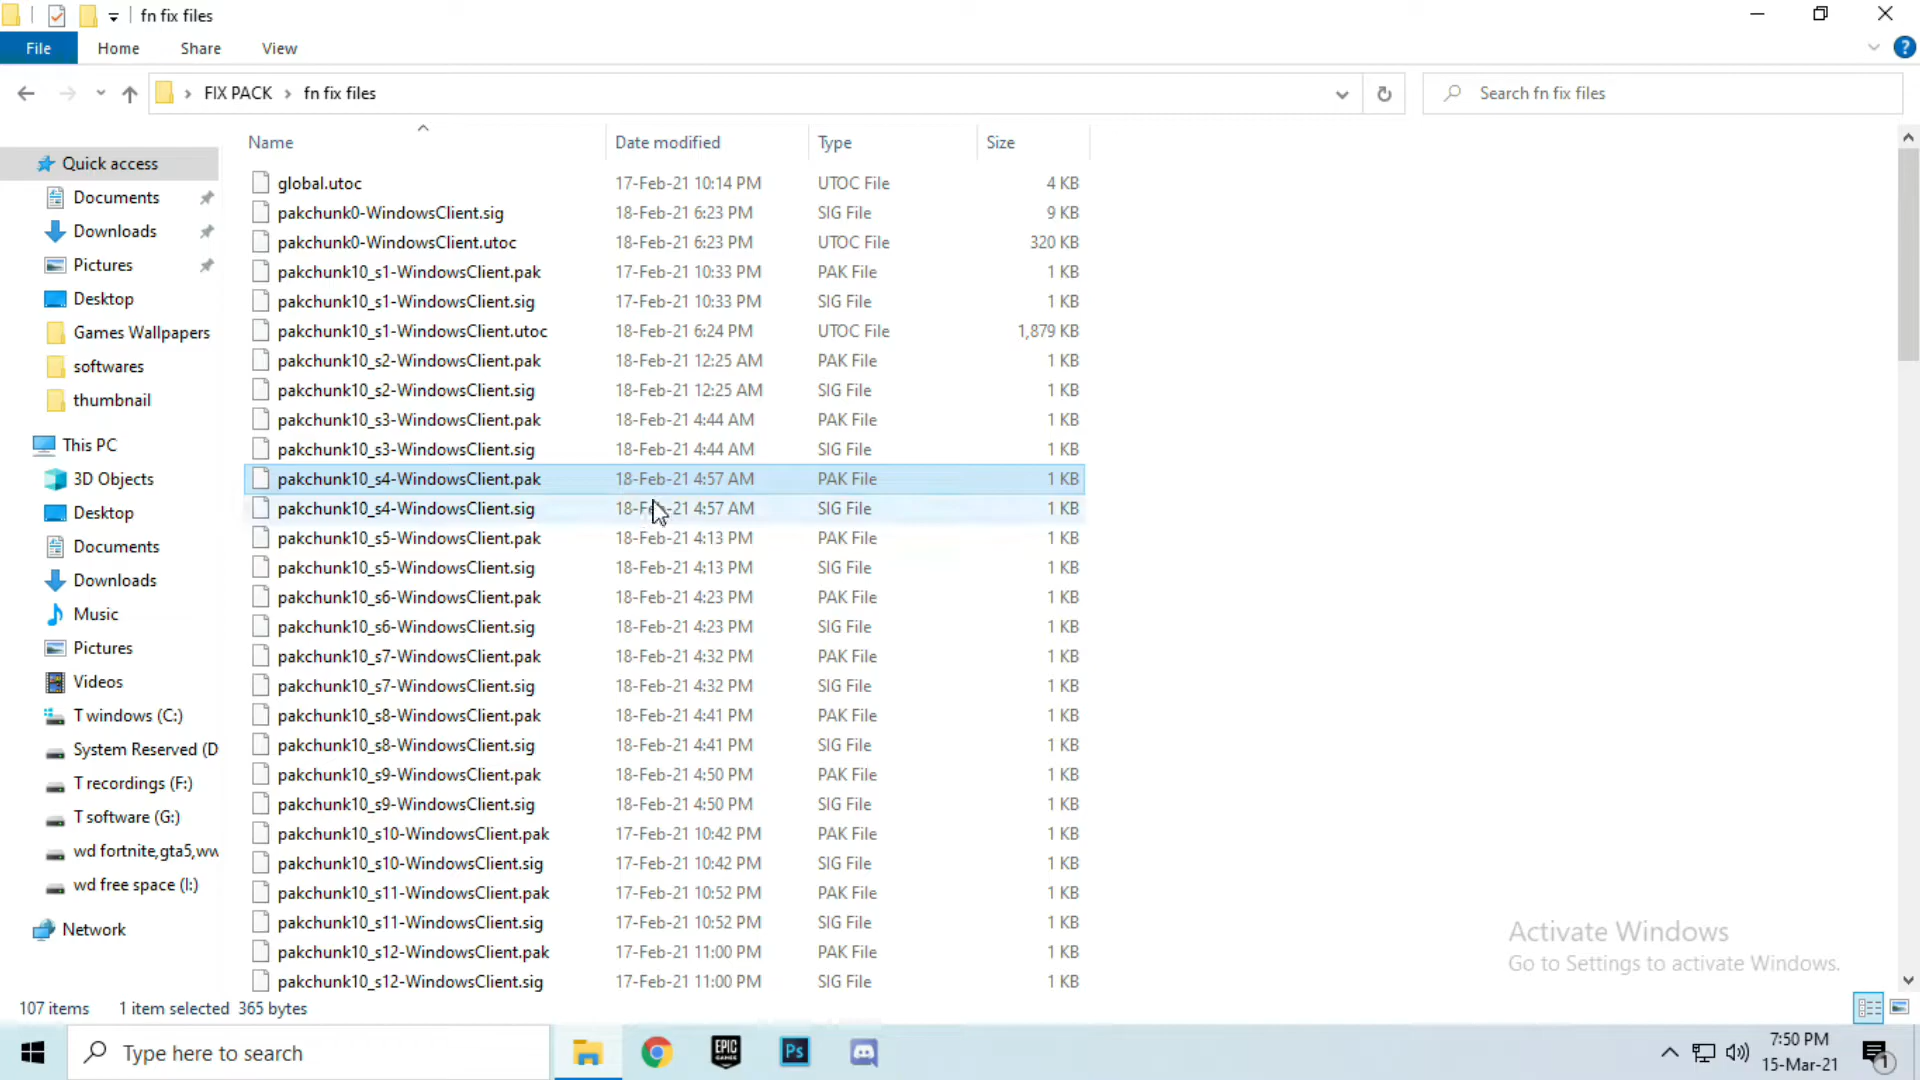 fn fix files
File Home Share View
FIX PACK fn fix files
Search fn fix files
Name Date modified Type Size
Quick access
Documents
Downloads
Pictures
Desktop
Games Wallpapers
softwares
thumbnail
This PC
3D Objects
Desktop
Documents
Downloads
Music
Pictures
Videos
T windows (C:)
System Reserved (D
T recordings (F:)
T software (G:)
wd fortnite,gta5,ww
wd free space (I:)
Network
global.utoc 17-Feb-21 10:14 PM UTOC File 4 KB
pakchunk0-WindowsClient.sig 18-Feb-21 6:23 PM SIG File 9 KB
pakchunk0-WindowsClient.utoc 18-Feb-21 6:23 PM UTOC File 320 KB
pakchunk10_s1-WindowsClient.pak 17-Feb-21 10:33 PM PAK File 1 KB
pakchunk10_s1-WindowsClient.sig 17-Feb-21 10:33 PM SIG File 1 KB
pakchunk10_s1-WindowsClient.utoc 18-Feb-21 6:24 PM UTOC File 1,879 KB
pakchunk10_s2-WindowsClient.pak 18-Feb-21 12:25 AM PAK File 1 KB
pakchunk10_s2-WindowsClient.sig 18-Feb-21 12:25 AM SIG File 1 KB
pakchunk10_s3-WindowsClient.pak 18-Feb-21 4:44 AM PAK File 1 KB
pakchunk10_s3-WindowsClient.sig 18-Feb-21 4:44 AM SIG File 1 KB
pakchunk10_s4-WindowsClient.pak 18-Feb-21 4:57 AM PAK File 1 KB
pakchunk10_s4-WindowsClient.sig 18-Feb-21 4:57 AM SIG File 1 KB
pakchunk10_s5-WindowsClient.pak 18-Feb-21 4:13 PM PAK File 1 KB
pakchunk10_s5-WindowsClient.sig 18-Feb-21 4:13 PM SIG File 1 KB
pakchunk10_s6-WindowsClient.pak 18-Feb-21 4:23 PM PAK File 1 KB
pakchunk10_s6-WindowsClient.sig 18-Feb-21 4:23 PM SIG File 1 KB
pakchunk10_s7-WindowsClient.pak 18-Feb-21 4:32 PM PAK File 1 KB
pakchunk10_s7-WindowsClient.sig 18-Feb-21 4:32 PM SIG File 1 KB
pakchunk10_s8-WindowsClient.pak 18-Feb-21 4:41 PM PAK File 1 KB
pakchunk10_s8-WindowsClient.sig 18-Feb-21 4:41 PM SIG File 1 KB
pakchunk10_s9-WindowsClient.pak 18-Feb-21 4:50 PM PAK File 1 KB
pakchunk10_s9-WindowsClient.sig 18-Feb-21 4:50 PM SIG File 1 KB
pakchunk10_s10-WindowsClient.pak 17-Feb-21 10:42 PM PAK File 1 KB
pakchunk10_s10-WindowsClient.sig 17-Feb-21 10:42 PM SIG File 1 KB
pakchunk10_s11-WindowsClient.pak 17-Feb-21 10:52 PM PAK File 1 KB
pakchunk10_s11-WindowsClient.sig 17-Feb-21 10:52 PM SIG File 1 KB
pakchunk10_s12-WindowsClient.pak 17-Feb-21 11:00 PM PAK File 1 KB
pakchunk10_s12-WindowsClient.sig 17-Feb-21 11:00 PM SIG File 1 KB
Activate Windows
Go to Settings to activate Windows.
107 items 1 item selected 365 bytes
Type here to search
EPIC GAMES
Ps
7:50 PM
15-Mar-21
1